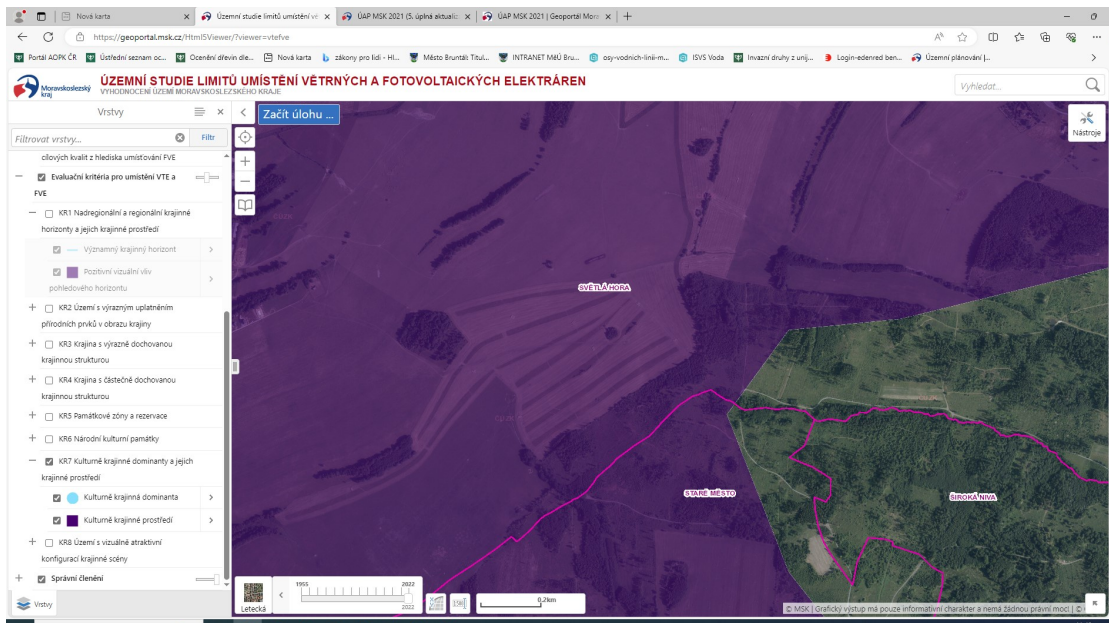 Nová karta
Územní studie limitů umístění vě
ÚAP MSK 2021 (5. úplná aktualiz
ÚAP MSK 2021 | Geoportál Mora
https://geoportal.msk.cz/Html5Viewer/?viewer=vtefve
Portál AOPK ČR
Ústřední seznam oc...
Ocenění dřevin dle...
Nová karta
zákony pro lidi - Hl...
Město Bruntál: Titul...
INTRANET MěÚ Bru...
osy-vodnich-linii-m...
ISVS Voda
Invazní druhy z unij...
Login-edenred ben...
Územní plánování |...
Moravskoslezský
kraj
ÚZEMNÍ STUDIE LIMITŮ UMÍSTĚNÍ VĚTRNÝCH A FOTOVOLTAICKÝCH ELEKTRÁREN
VYHODNOCENÍ ÚZEMÍ MORAVSKOSLEZSKÉHO KRAJE
Vyhledat...
Vrstvy
Začít úlohu ...
Nástroje
Filtrovat vrstvy...
Filtr
cílových kvalit z hlediska umísťování FVE
Evaluační kritéria pro umístění VTE a
FVE
KR1 Nadregionální a regionální krajinné
horizonty a jejich krajinné prostředí
Významný krajinný horizont
Pozitivní vizuální vliv
pohledového horizontu
KR2 Území s výrazným uplatněním
přírodních prvků v obrazu krajiny
KR3 Krajina s výrazně dochovanou
krajinnou strukturou
KR4 Krajina s částečně dochovanou
krajinnou strukturou
KR5 Památkové zóny a rezervace
KR6 Národní kulturní památky
KR7 Kulturně krajinné dominanty a jejich
krajinné prostředí
Kulturně krajinná dominanta
Kulturně krajinné prostředí
KR8 Území s vizuálně atraktivní
konfigurací krajinné scény
Správní členění
Vrstvy
SVĚTLÁ HORA
STARÉ MĚSTO
ŠIROKÁ NIVA
Letecká
1955
2022
2022
0,2km
© MSK | Grafický výstup má pouze informativní charakter a nemá žádnou právní moc! | ©